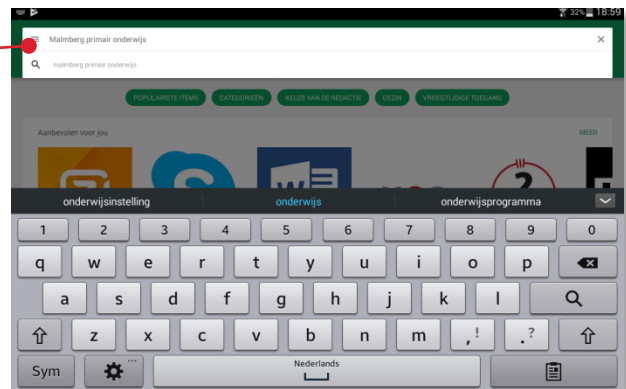 32% 18:59
Malmberg primair onderwijs
malmberg primair onderwijs
POPULAIRSTE ITEMS CATEGORIEËN KEUZE VAN DE REDACTIE GEZIN VROEGTIJDIGE TOEGANG
Aanbevolen voor jou MEER
onderwijsinstelling onderwijs onderwijsprogramma
1 2 3 4 5 6 7 8 9 0
q w e r t y u i o p
a s d f g h j k l
z x c v b n m , ! . ?
Sym Nederlands